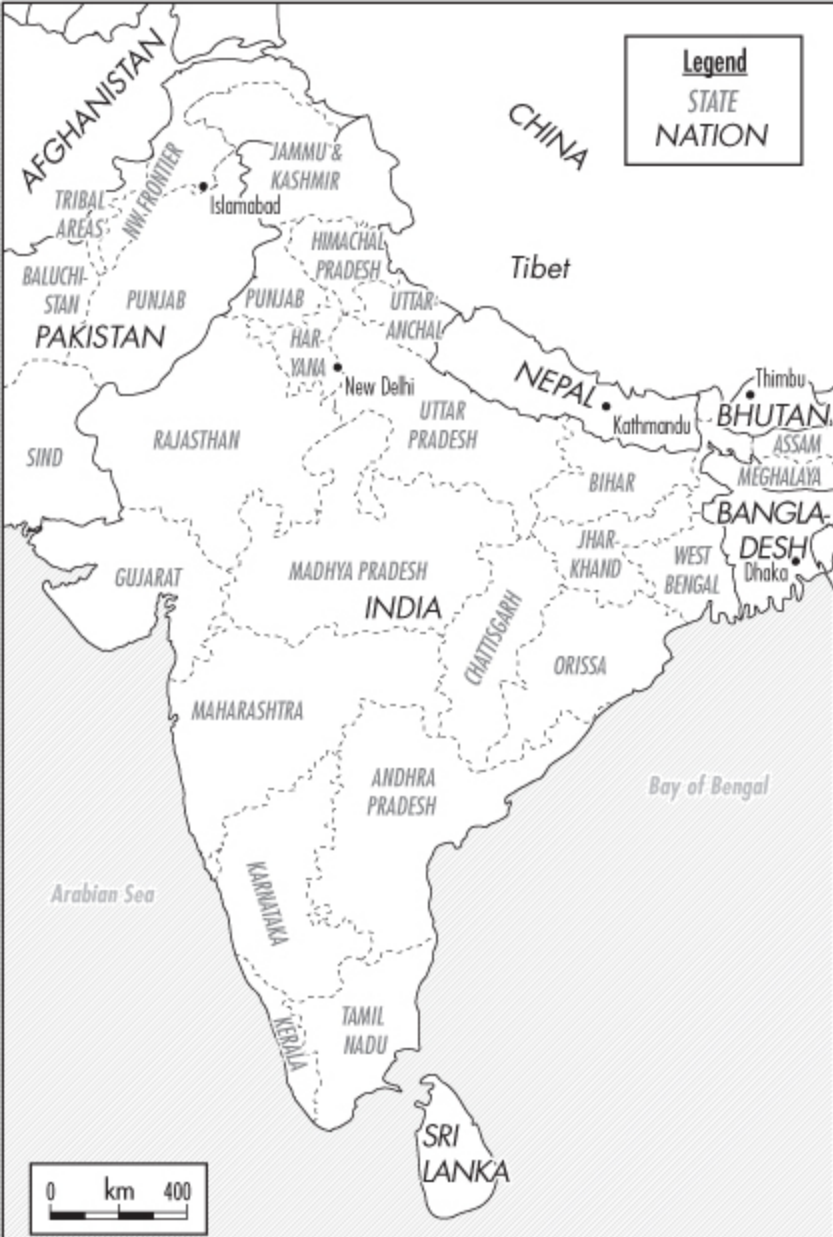 Legend
STATE
NATION
AFGHANISTAN
CHINA
JAMMU &
KASHMIR
NW.FRONTIER
Islamabad
TRIBAL
AREAS
HIMACHAL
PRADESH
Tibet
BALUCHI-
STAN
PUNJAB
PUNJAB
UTTAR-
ANCHAL
PAKISTAN
HAR-
YANA
New Delhi
NEPAL
Kathmandu
Thimbu
BHUTAN
UTTAR
PRADESH
RAJASTHAN
SIND
ASSAM
MEGHALAYA
BIHAR
BANGLA-
DESH
Dhaka
JHAR-
KHAND
WEST
BENGAL
GUJARAT
MADHYA PRADESH
INDIA
CHATTISGARH
ORISSA
MAHARASHTRA
ANDHRA
PRADESH
Bay of Bengal
Arabian Sea
KARNATAKA
KERALA
TAMIL
NADU
SRI
LANKA
0 km 400